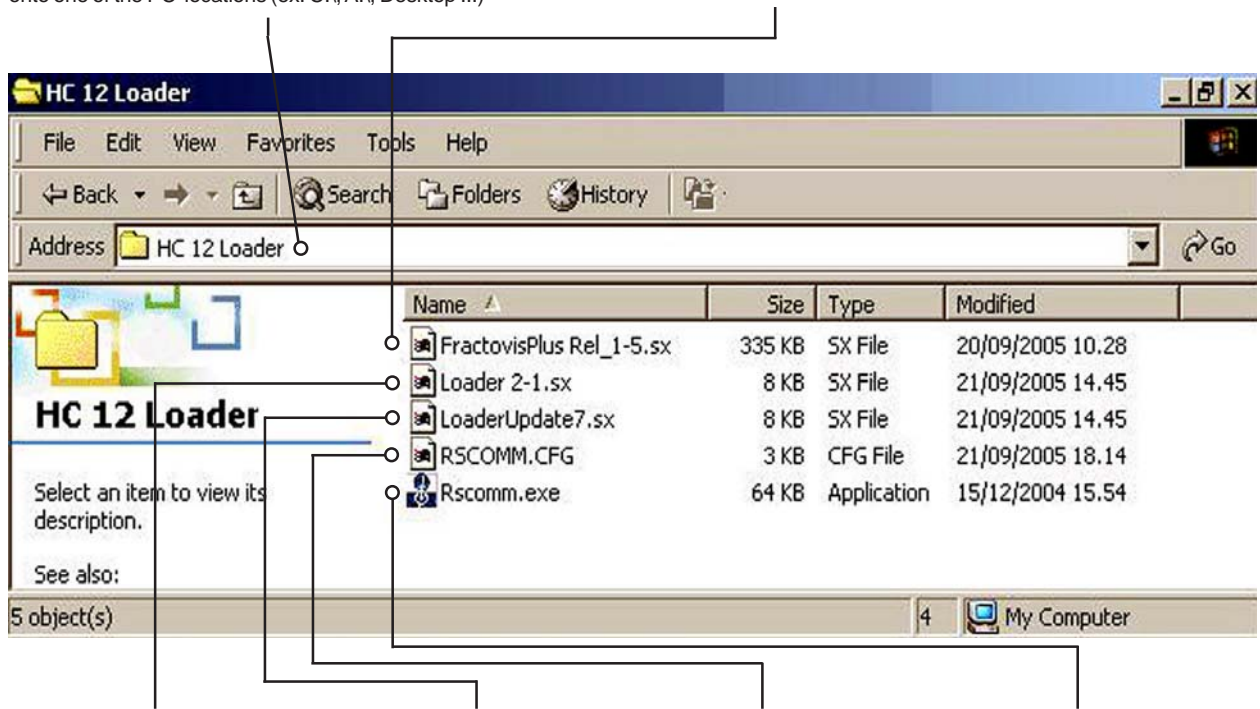 HC 12 Loader
File Edit View Favorites Tools Help
Back Search Folders History
Address HC 12 Loader Go
Name Size Type Modified
FractovisPlus Rel_1-5.sx 335 KB SX File 20/09/2005 10.28
Loader 2-1.sx 8 KB SX File 21/09/2005 14.45
LoaderUpdate7.sx 8 KB SX File 21/09/2005 14.45
RSCOMM.CFG 3 KB CFG File 21/09/2005 18.14
Rscomm.exe 64 KB Application 15/12/2004 15.54
HC 12 Loader
Select an item to view its
description.
See also:
5 object(s) 4 My Computer